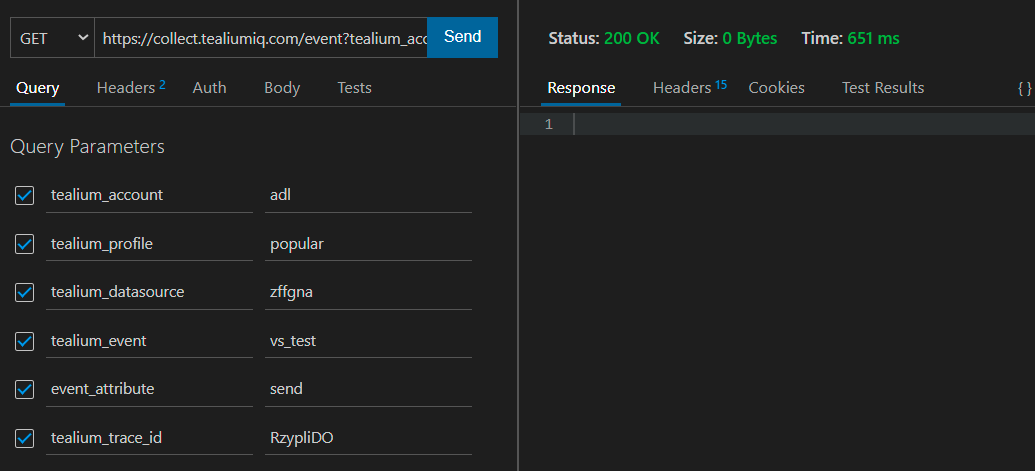 GET https://collect.tealiumiq.com/event?tealium_acc Send
Query Headers 2 Auth Body Tests
Query Parameters
tealium_account adl
tealium_profile popular
tealium_datasource zffgna
tealium_event vs_test
event_attribute send
tealium_trace_id RzypliDO
Status: 200 OK Size: 0 Bytes Time: 651 ms
Response Headers 15 Cookies Test Results { }
1